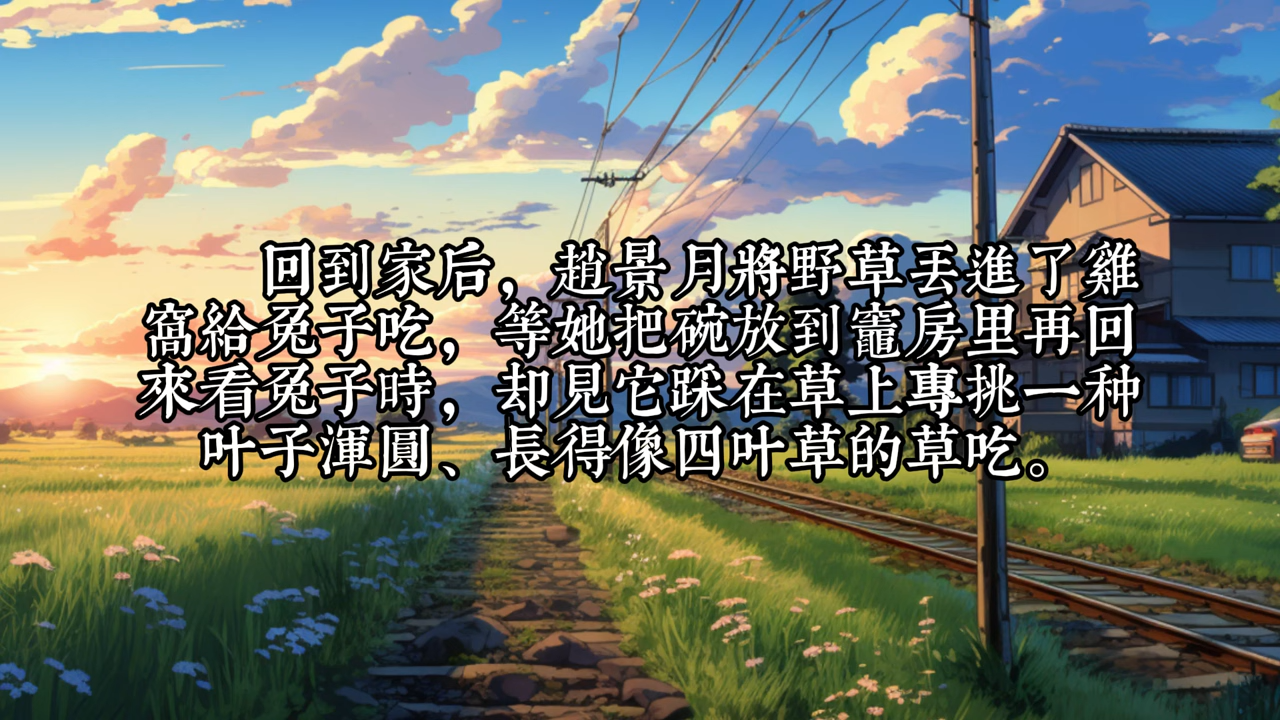 回到家后，趙景月將野草丟進了雞
窩給兔子吃，等她把碗放到竈房里再回
來看兔子時，却見它踩在草上專挑一种
叶子渾圓、長得像四叶草的草吃。